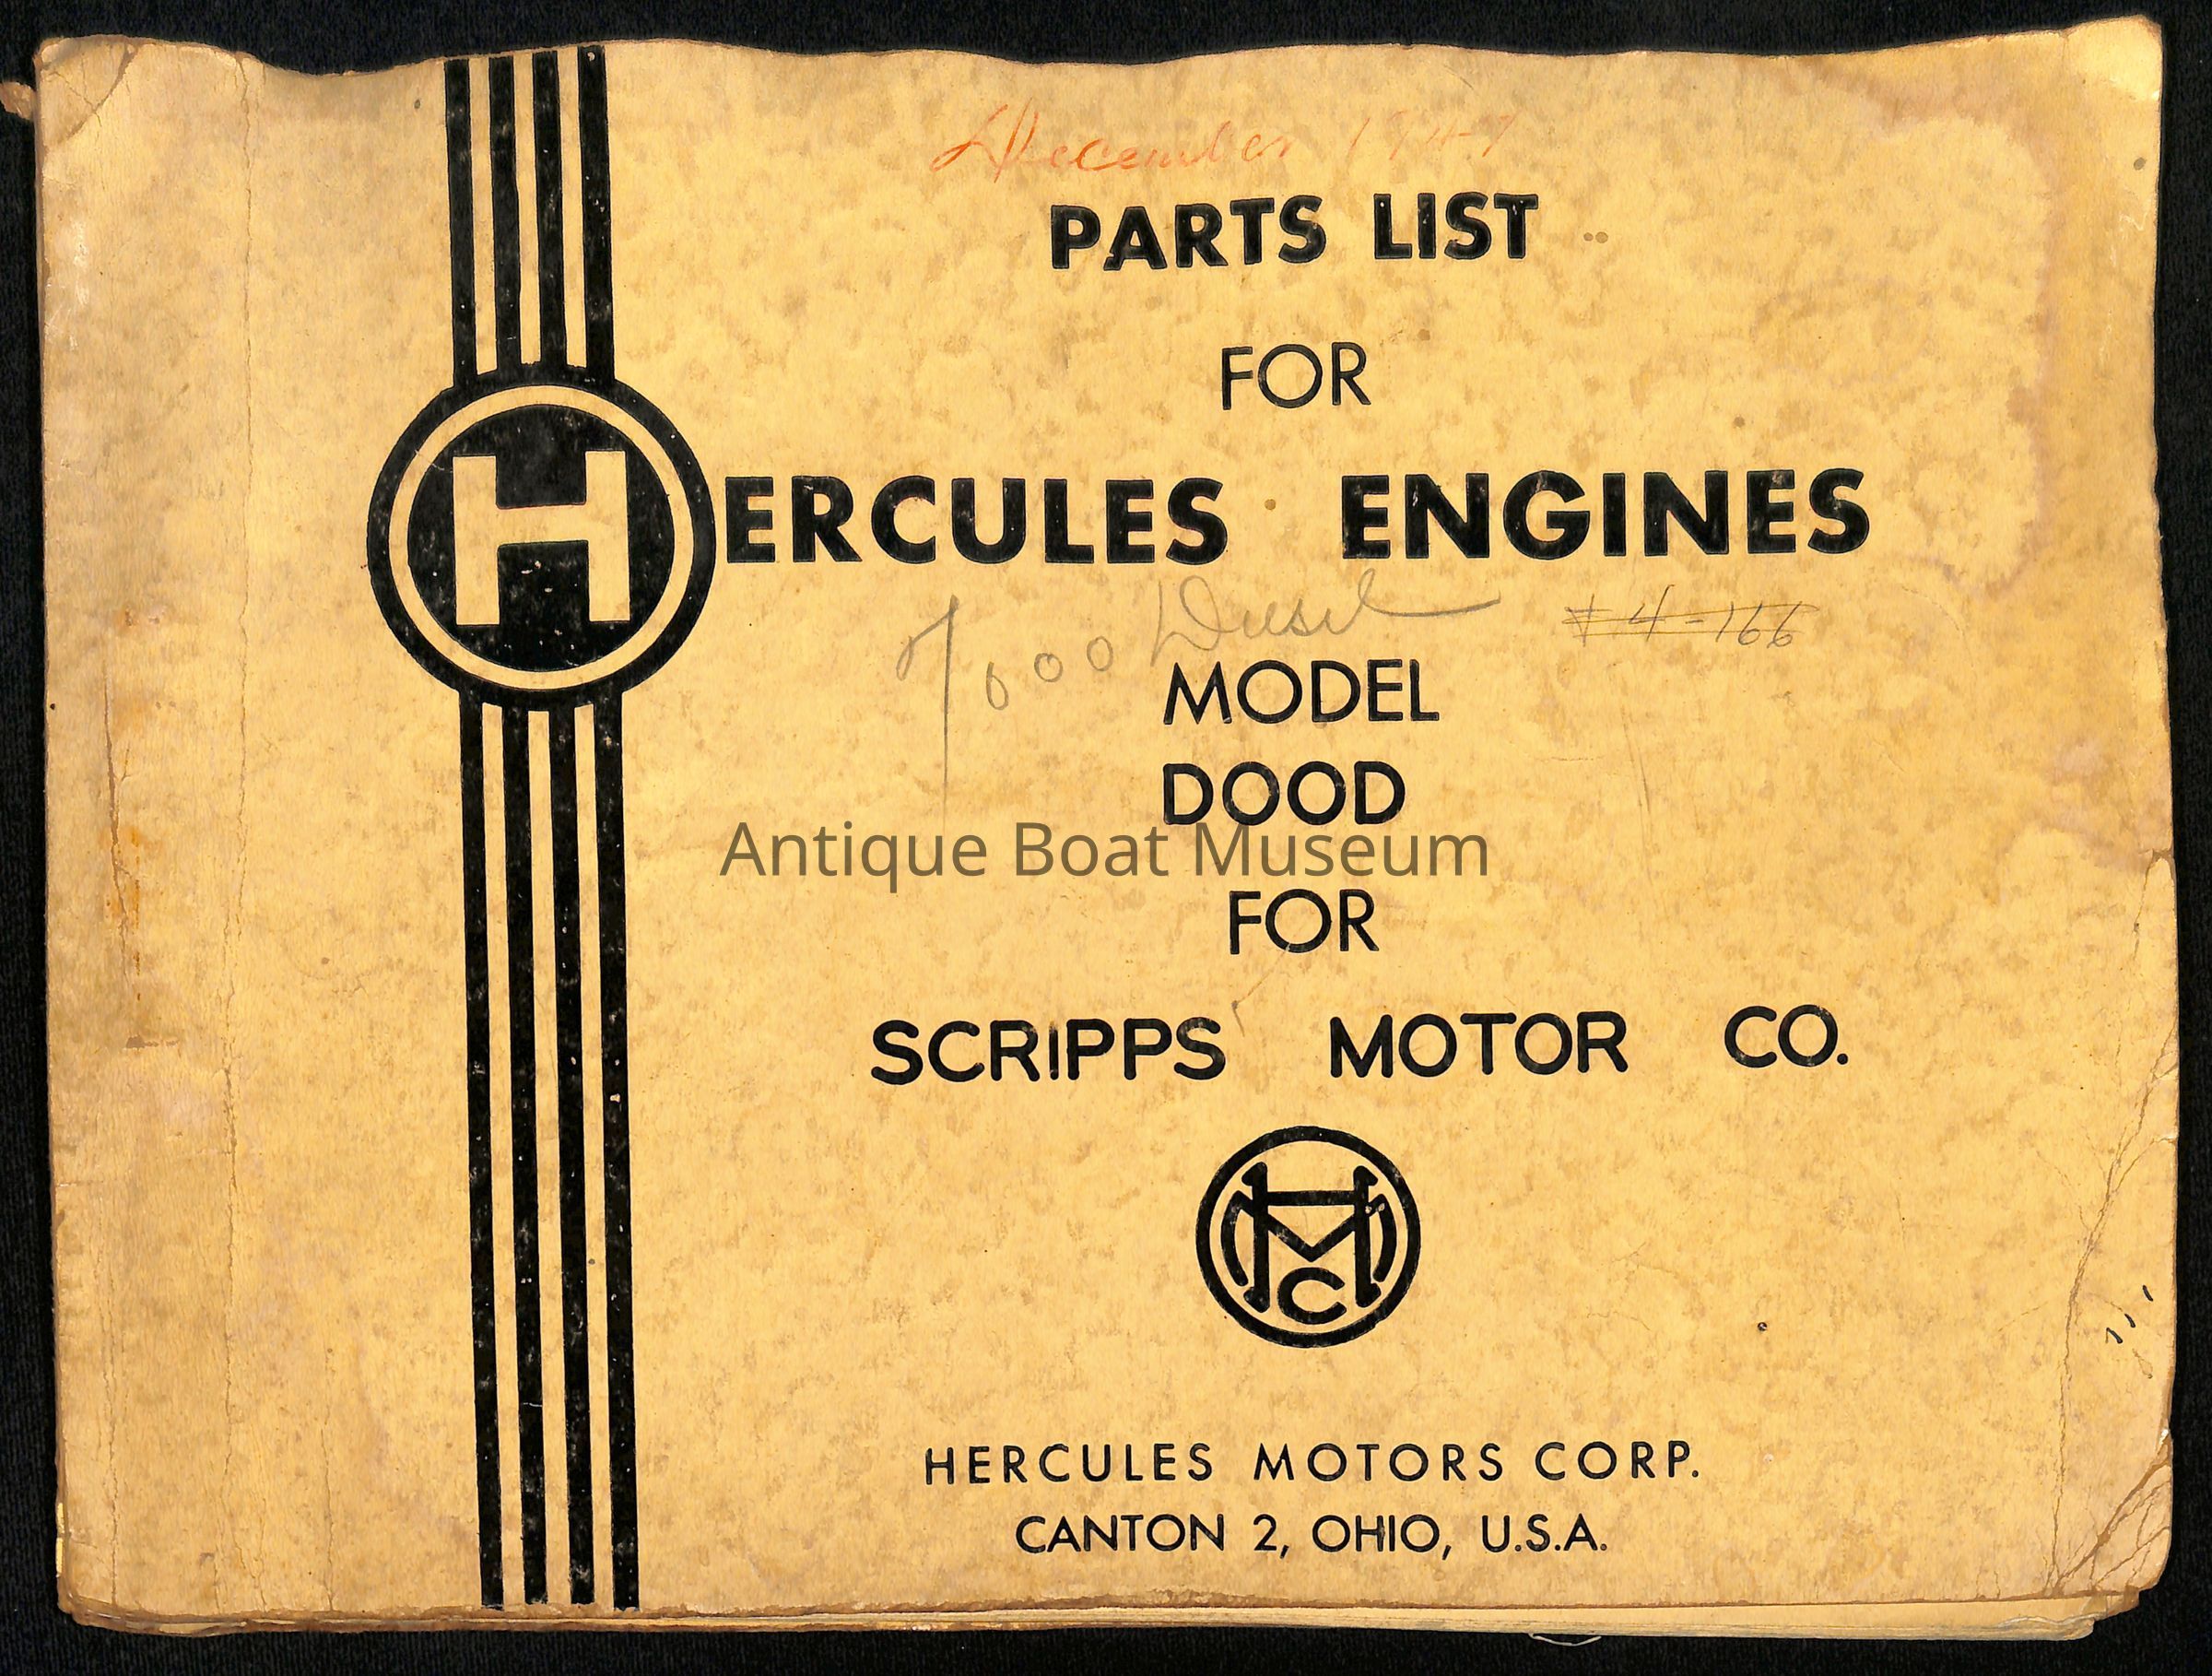 December 1947
PARTS LIST
FOR
HERCULES ENGINES
7000 Diesel
# 4-166
MODEL
DOOD
Antique Boat Museum
FOR
SCRIPPS MOTOR CO.
HMC
HERCULES MOTORS CORP.
CANTON 2, OHIO, U.S.A.